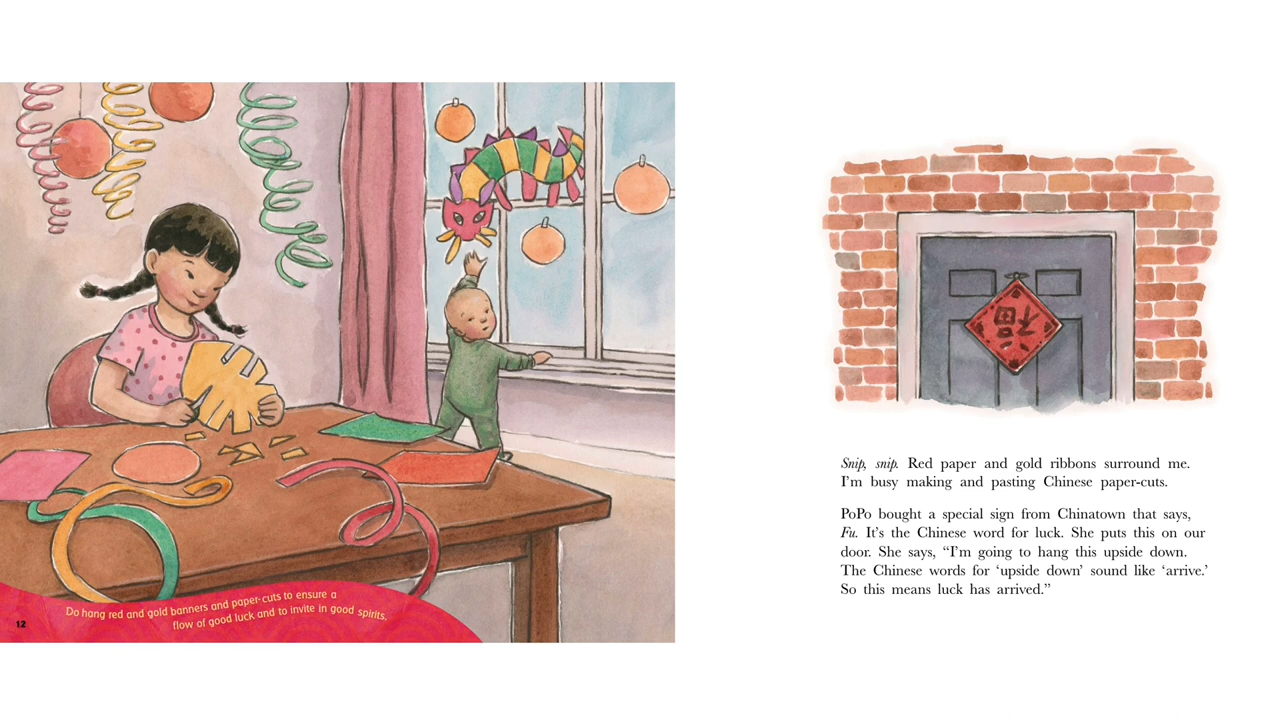 Do hang red and gold banners and paper-cuts to ensure a
flow of good luck and to invite in good spirits.
12
福
Snip, snip. Red paper and gold ribbons surround me.
I'm busy making and pasting Chinese paper-cuts.
PoPo bought a special sign from Chinatown that says,
Fu. It's the Chinese word for luck. She puts this on our
door. She says, “I'm going to hang this upside down.
The Chinese words for ‘upside down’ sound like ‘arrive.’
So this means luck has arrived.”